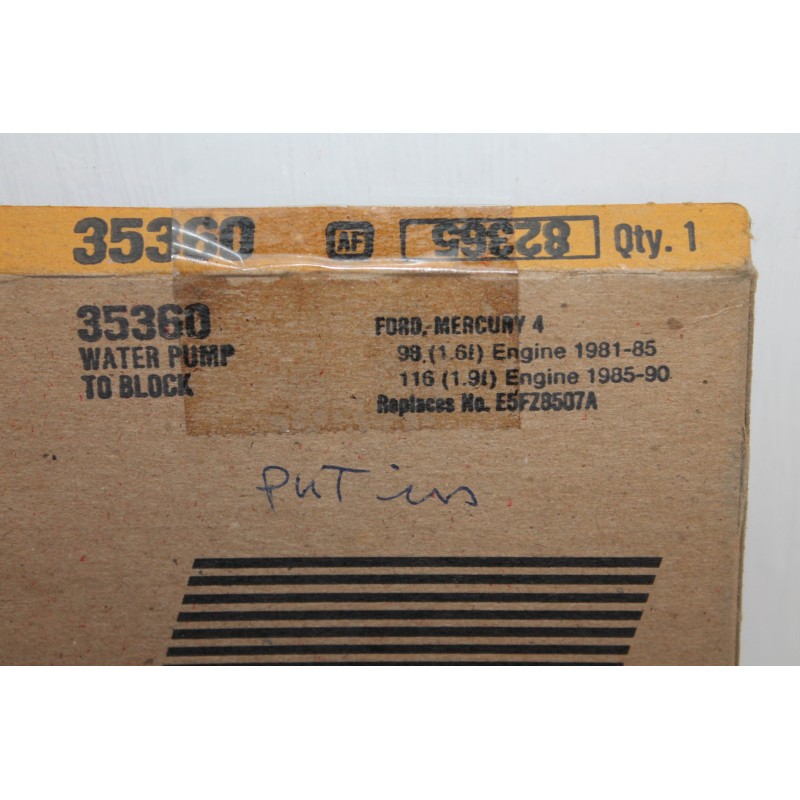 35360 AF 82365 Qty. 1
35360
WATER PUMP
TO BLOCK
FORD, MERCURY 4
98 (1.6ℓ) Engine 1981-85
116 (1.9ℓ) Engine 1985-90
Replaces No. E5FZ8507A
PUT